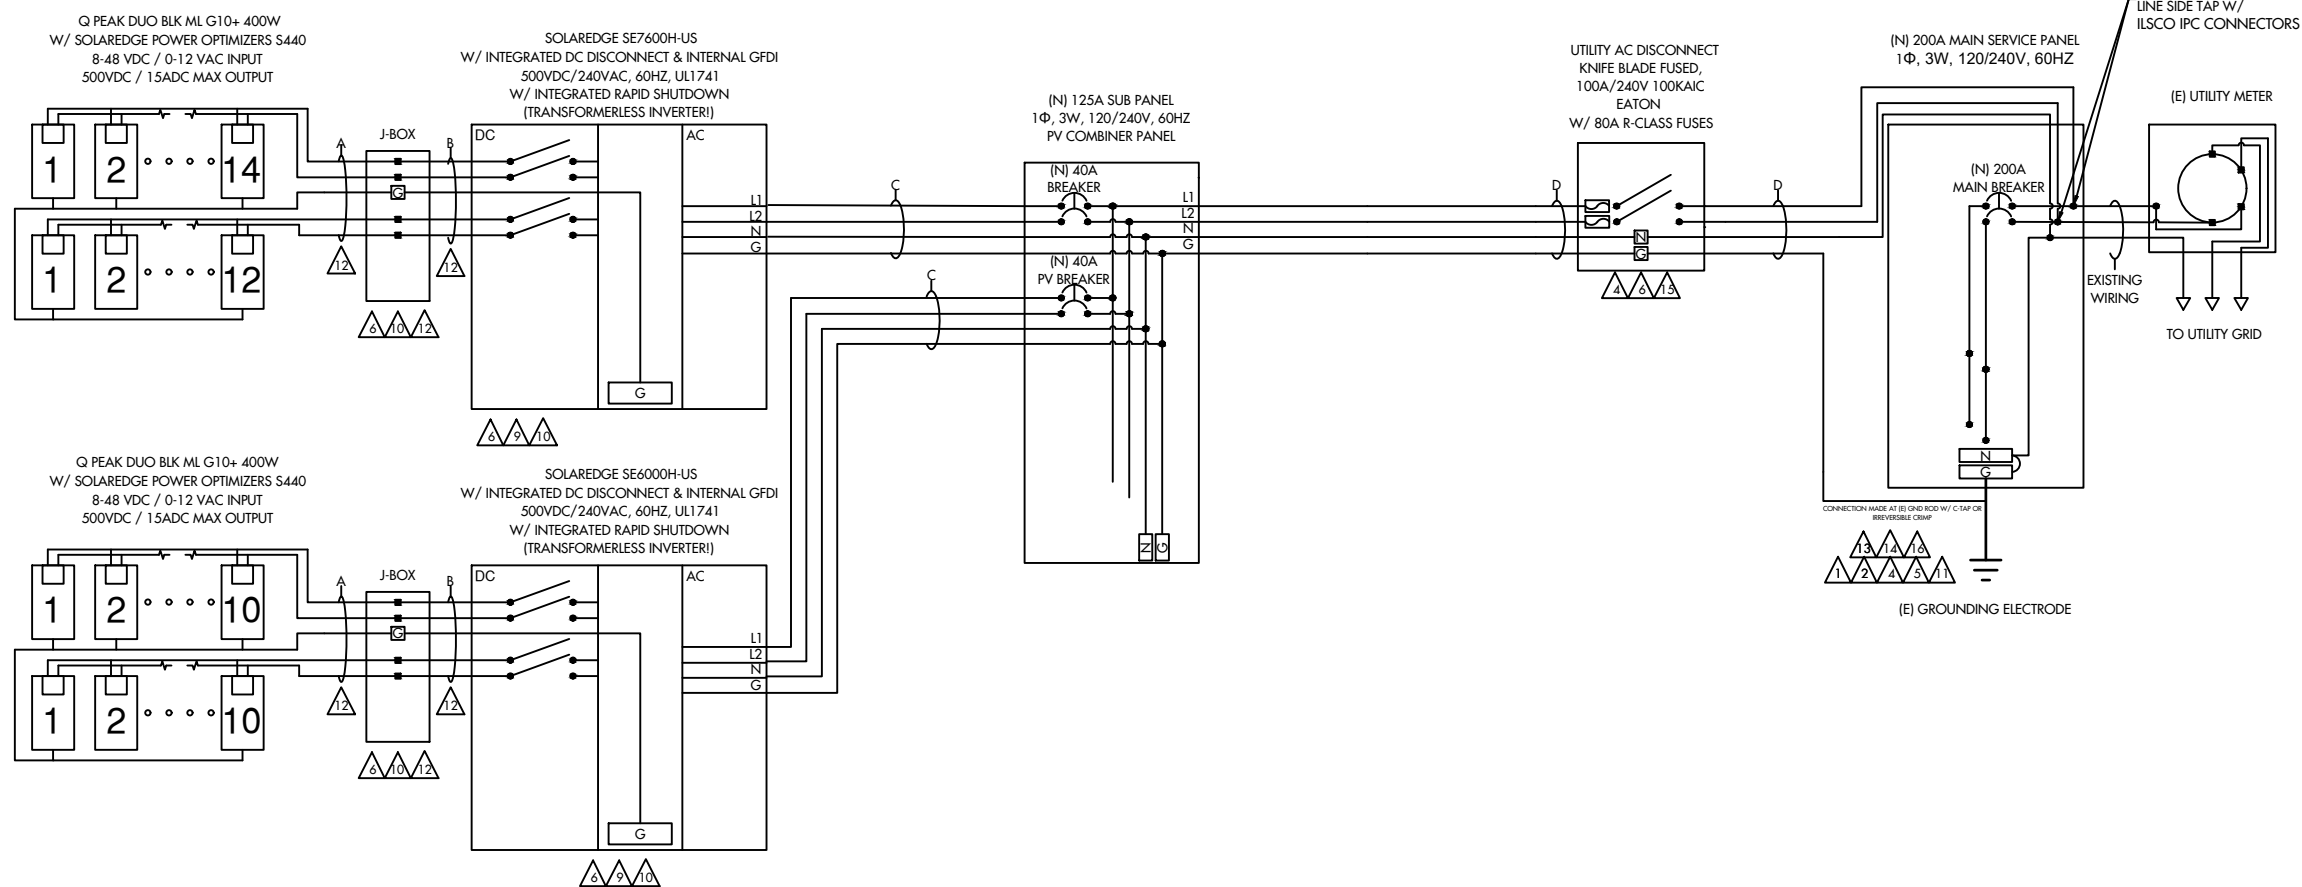 Q PEAK DUO BLK ML G10+ 400W
W/ SOLAREDGE POWER OPTIMIZERS S440
8-48 VDC / 0-12 VAC INPUT
500VDC / 15ADC MAX OUTPUT
1
2
14
1
2
12
A
12
J-BOX
G
6
10
12
B
12
SOLAREDGE SE7600H-US
W/ INTEGRATED DC DISCONNECT & INTERNAL GFDI
500VDC/240VAC, 60HZ, UL1741
W/ INTEGRATED RAPID SHUTDOWN
(TRANSFORMERLESS INVERTER!)
DC
AC
L1
L2
N
G
G
6
9
10
C
C
(N) 125A SUB PANEL
1Φ, 3W, 120/240V, 60HZ
PV COMBINER PANEL
(N) 40A
BREAKER
L1
L2
N
G
(N) 40A
PV BREAKER
N
G
D
UTILITY AC DISCONNECT
KNIFE BLADE FUSED,
100A/240V 100KAIC
EATON
W/ 80A R-CLASS FUSES
N
G
4
6
15
D
LINE SIDE TAP W/
ILSCO IPC CONNECTORS
(N) 200A MAIN SERVICE PANEL
1Φ, 3W, 120/240V, 60HZ
(N) 200A
MAIN BREAKER
N
G
(E) UTILITY METER
EXISTING
WIRING
TO UTILITY GRID
CONNECTION MADE AT (E) GND ROD W/ C-TAP OR
IRREVERSIBLE CRIMP
13
14
16
1
2
4
5
11
(E) GROUNDING ELECTRODE
Q PEAK DUO BLK ML G10+ 400W
W/ SOLAREDGE POWER OPTIMIZERS S440
8-48 VDC / 0-12 VAC INPUT
500VDC / 15ADC MAX OUTPUT
1
2
10
1
2
10
A
12
J-BOX
G
6
10
12
B
12
SOLAREDGE SE6000H-US
W/ INTEGRATED DC DISCONNECT & INTERNAL GFDI
500VDC/240VAC, 60HZ, UL1741
W/ INTEGRATED RAPID SHUTDOWN
(TRANSFORMERLESS INVERTER!)
DC
AC
L1
L2
N
G
G
6
9
10